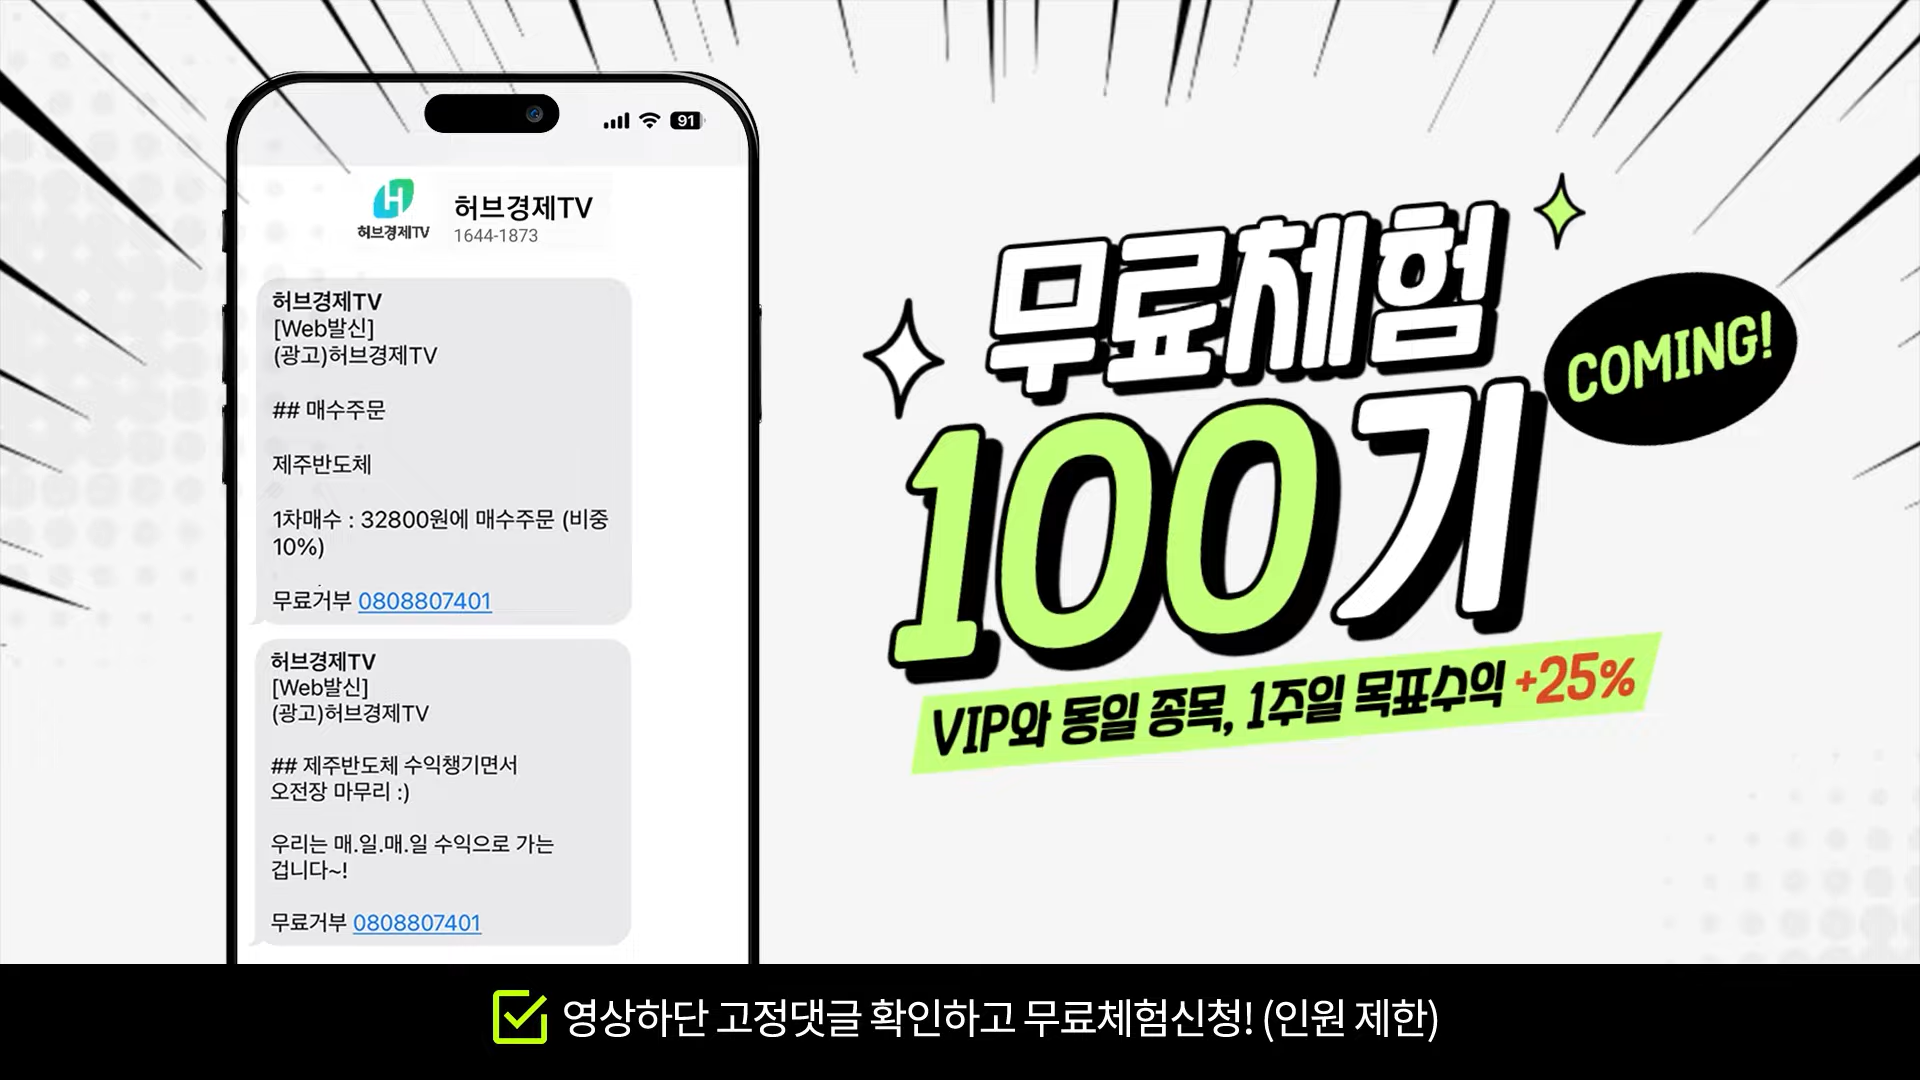 91
허브경제TV
허브경제TV
1644-1873
허브경제TV
[Web발신]
(광고)허브경제TV
## 매수주문
제주반도체
1차매수 : 32800원에 매수주문 (비중
10%)
무료거부 0808807401
허브경제TV
[Web발신]
(광고)허브경제TV
## 제주반도체 수익챙기면서
오전장 마무리 :)
우리는 매.일.매.일 수익으로 가는
겁니다~!
무료거부 0808807401
무료체험
100기
COMING!
VIP와 동일 종목, 1주일 목표수익 +25%
영상하단 고정댓글 확인하고 무료체험신청! (인원 제한)